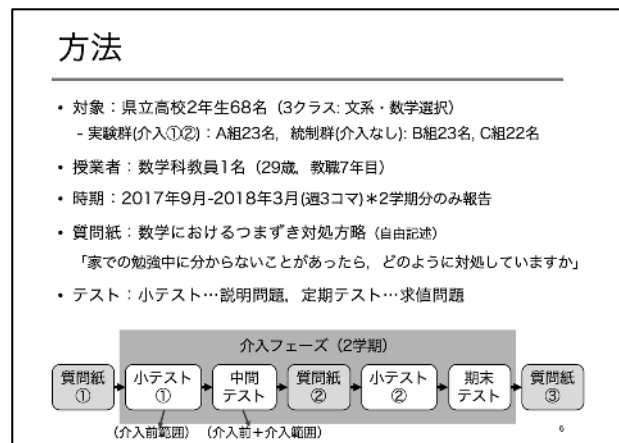 方法
• 対象：県立高校2年生68名（3クラス: 文系・数学選択）
- 実験群(介入①②)：A組23名，統制群(介入なし): B組23名, C組22名
• 授業者：数学科教員1名（29歳，教職7年目）
• 時期：2017年9月-2018年3月(週3コマ)＊2学期分のみ報告
• 質問紙：数学におけるつまずき対処方略（自由記述）
「家での勉強中に分からないことがあったら，どのように対処していますか」
• テスト：小テスト…説明問題，定期テスト…求値問題
介入フェーズ（2学期）
質問紙
①
小テスト
①
中間
テスト
質問紙
②
小テスト
②
期末
テスト
質問紙
③
（介入前範囲）
（介入前＋介入範囲）
6